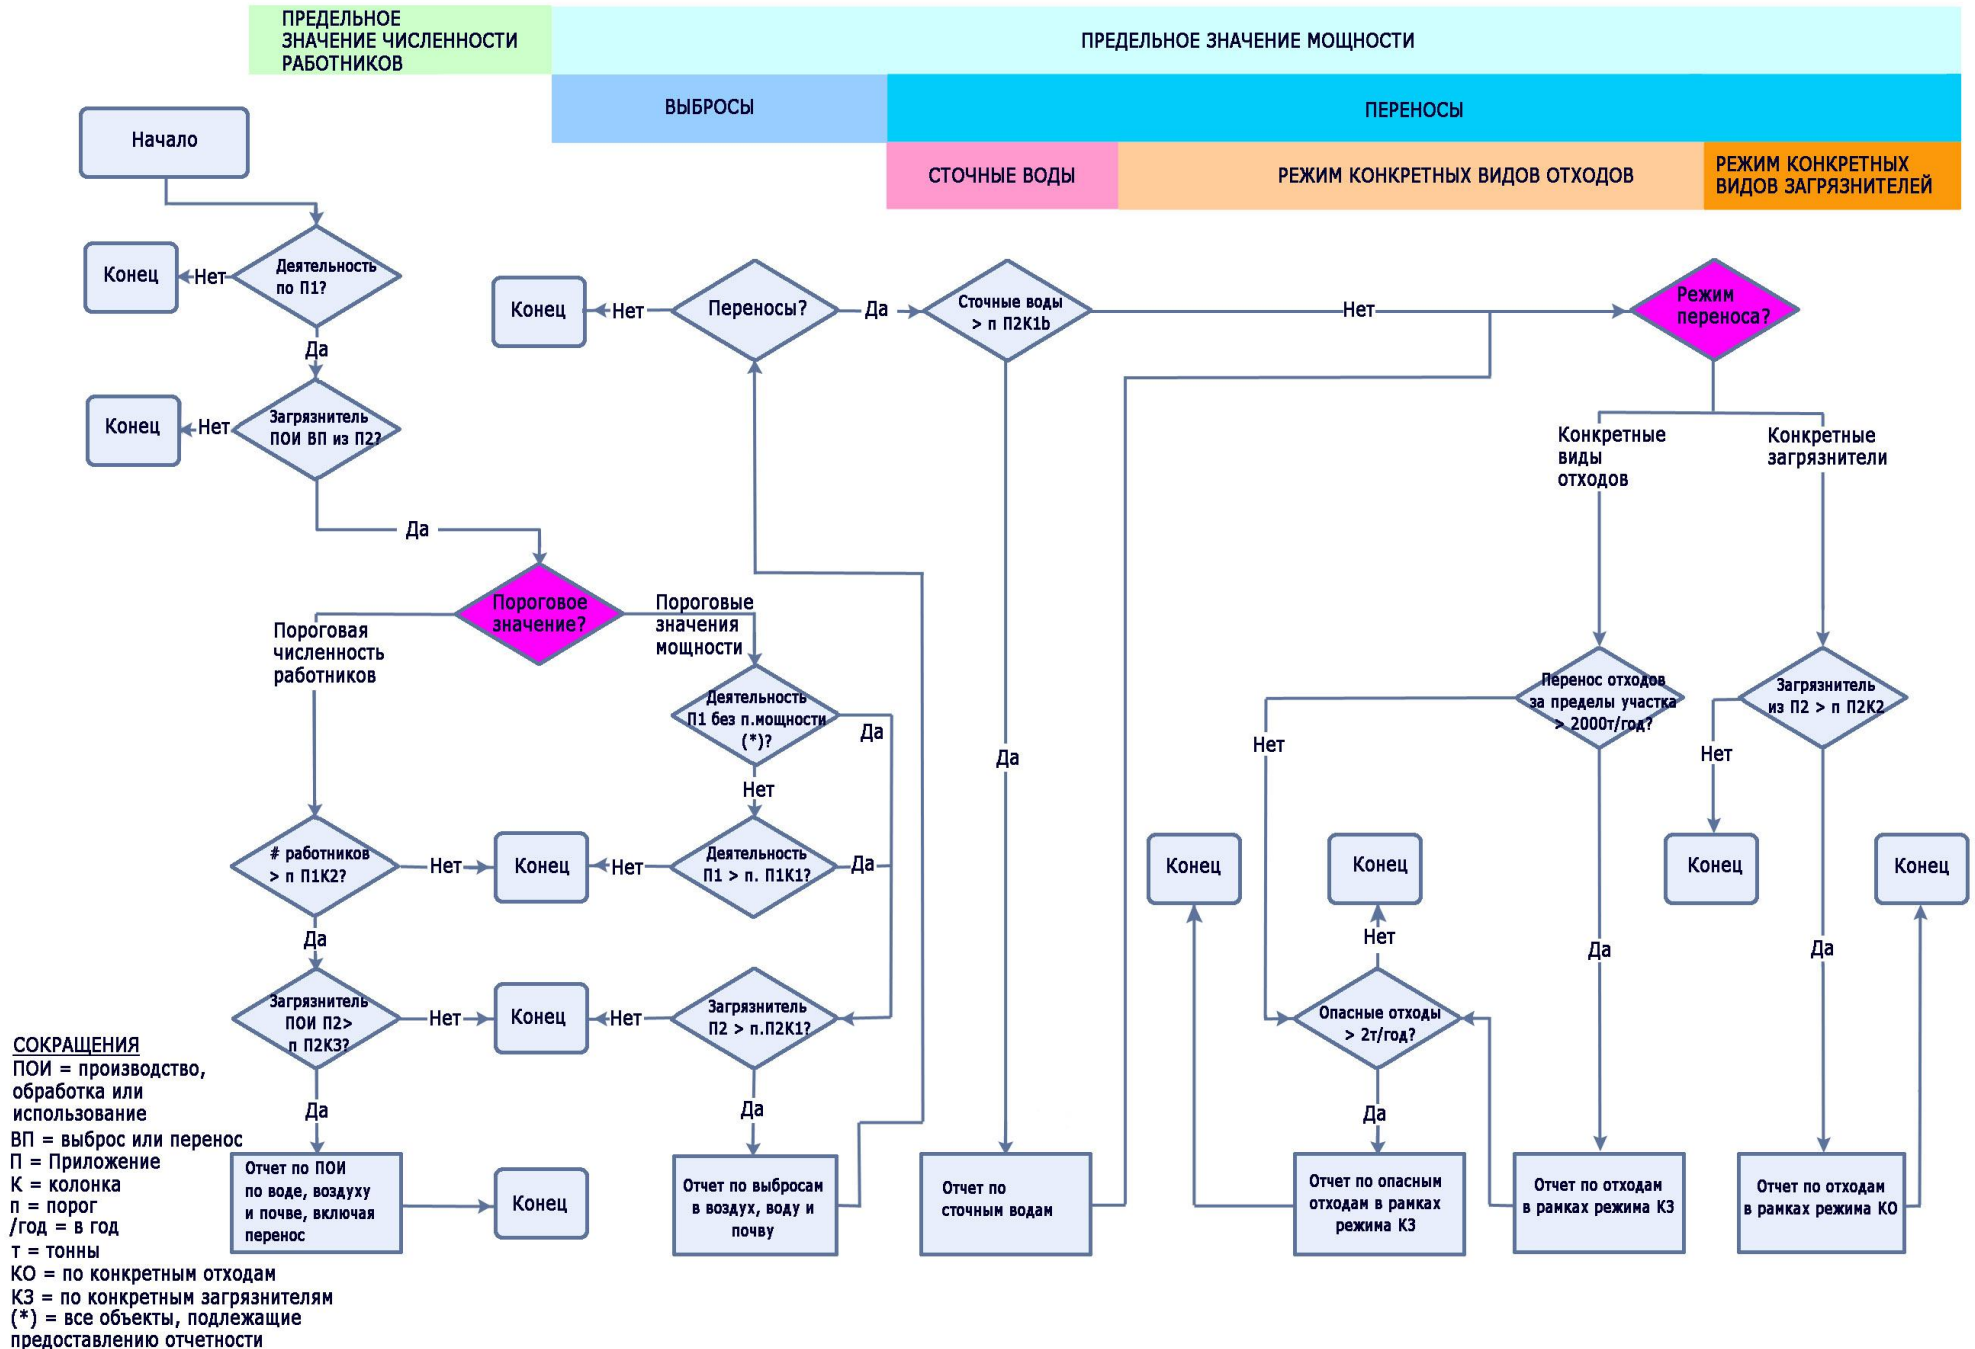 ПРЕДЕЛЬНОЕ
ЗНАЧЕНИЕ ЧИСЛЕННОСТИ
РАБОТНИКОВ
ПРЕДЕЛЬНОЕ ЗНАЧЕНИЕ МОЩНОСТИ
ВЫБРОСЫ
ПЕРЕНОСЫ
СТОЧНЫЕ ВОДЫ
РЕЖИМ КОНКРЕТНЫХ ВИДОВ ОТХОДОВ
РЕЖИМ КОНКРЕТНЫХ
ВИДОВ ЗАГРЯЗНИТЕЛЕЙ
Начало
Деятельность
по П1?
Нет
Конец
Да
Загрязнитель
ПОИ ВП из П2?
Нет
Конец
Да
Пороговое
значение?
Пороговая
численность
работников
Пороговые
значения
мощности
# работников
> п П1К2?
Нет
Конец
Да
Загрязнитель
ПОИ П2>
п П2К3?
Нет
Конец
Да
Отчет по ПОИ
по воде, воздуху
и почве, включая
перенос
Конец
Деятельность
П1 без п.мощности
(*)?
Да
Нет
Деятельность
П1 > п. П1К1?
Нет
Да
Загрязнитель
П2 > п.П2К1?
Нет
Да
Отчет по выбросам
в воздух, воду и
почву
Переносы?
Нет
Конец
Да
Сточные воды
> п П2К1b
Нет
Да
Отчет по
сточным водам
Режим
переноса?
Конкретные
виды
отходов
Конкретные
загрязнители
Перенос отходов
за пределы участка
> 2000т/год?
Нет
Да
Опасные отходы
> 2т/год?
Нет
Конец
Да
Отчет по опасным
отходам в рамках
режима КЗ
Конец
Отчет по отходам
в рамках режима КЗ
Загрязнитель
из П2 > п П2К2
Нет
Конец
Да
Отчет по отходам
в рамках режима КО
Конец
СОКРАЩЕНИЯ
ПОИ = производство,
обработка или
использование
ВП = выброс или перенос
П = Приложение
К = колонка
п = порог
/год = в год
т = тонны
КО = по конкретным отходам
КЗ = по конкретным загрязнителям
(*) = все объекты, подлежащие
предоставлению отчетности